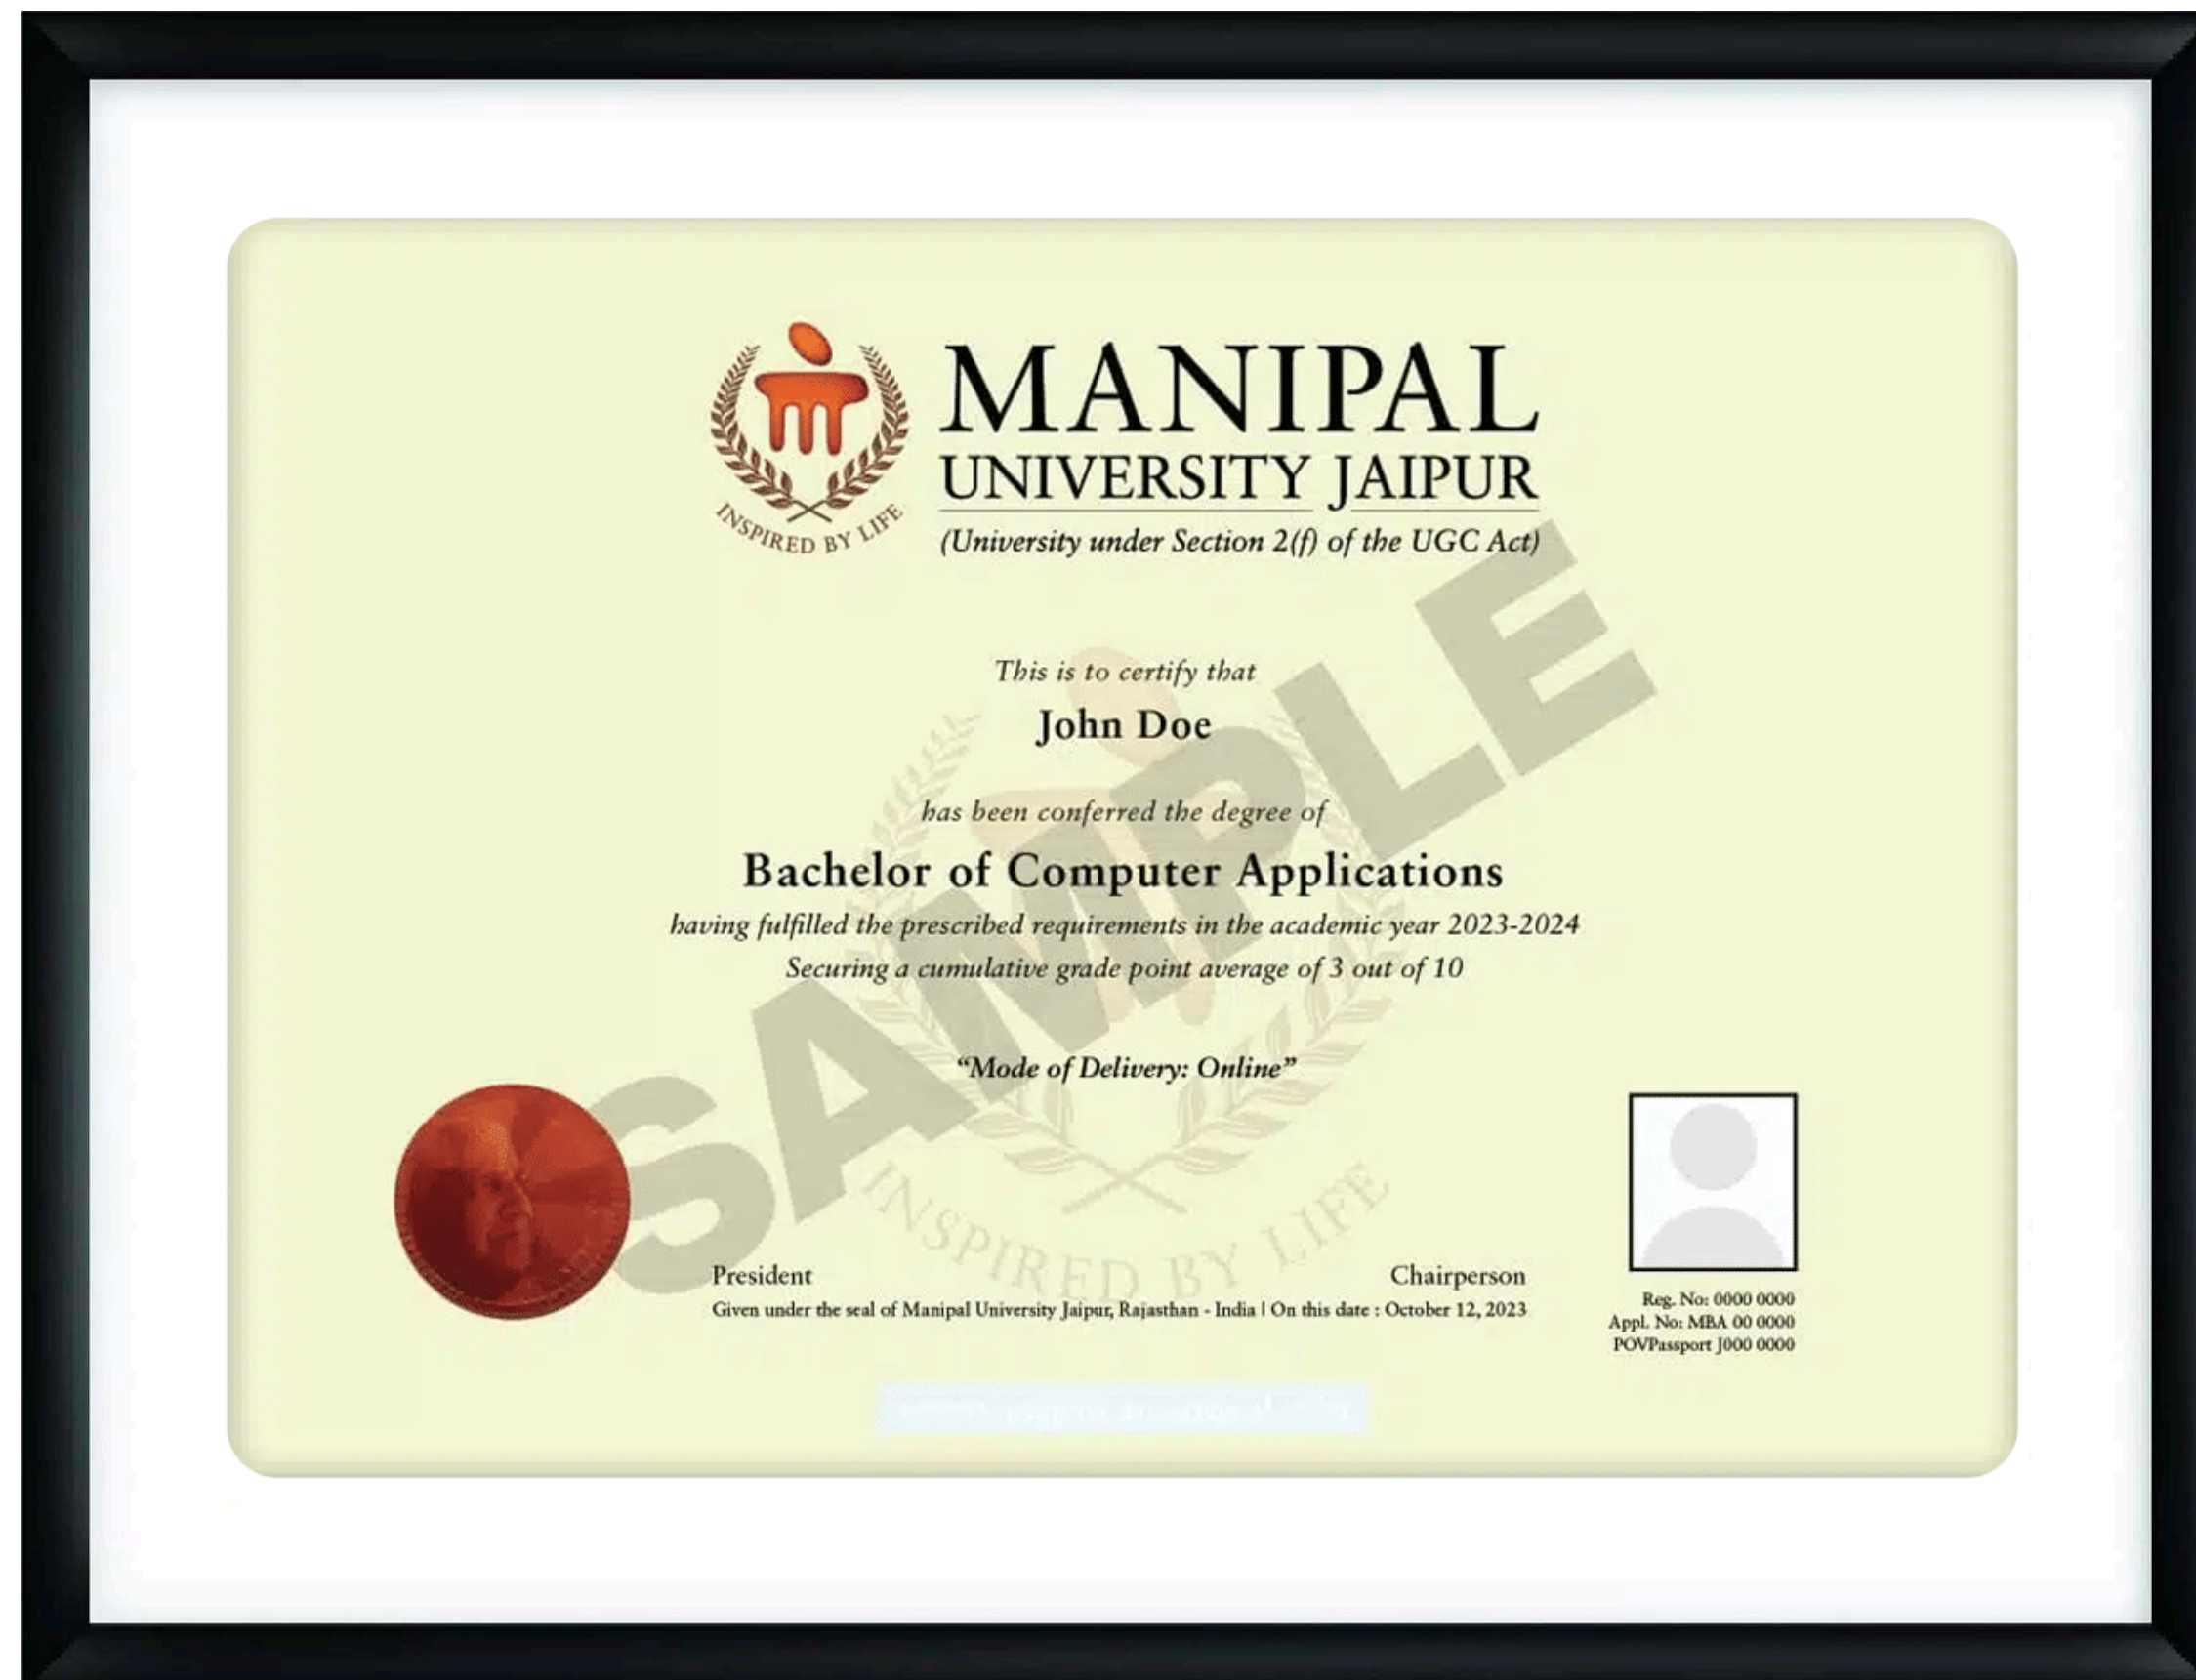 MANIPAL
UNIVERSITY JAIPUR
(University under Section 2(f) of the UGC Act)
INSPIRED BY LIFE
This is to certify that
John Doe
has been conferred the degree of
Bachelor of Computer Applications
having fulfilled the prescribed requirements in the academic year 2023-2024
Securing a cumulative grade point average of 3 out of 10
"Mode of Delivery: Online"
SAMPLE
INSPIRED BY LIFE
President Chairperson
Given under the seal of Manipal University Jaipur, Rajasthan - India | On this date : October 12, 2023
Reg. No: 0000 0000
Appl. No: MBA 00 0000
POVPassport J000 0000